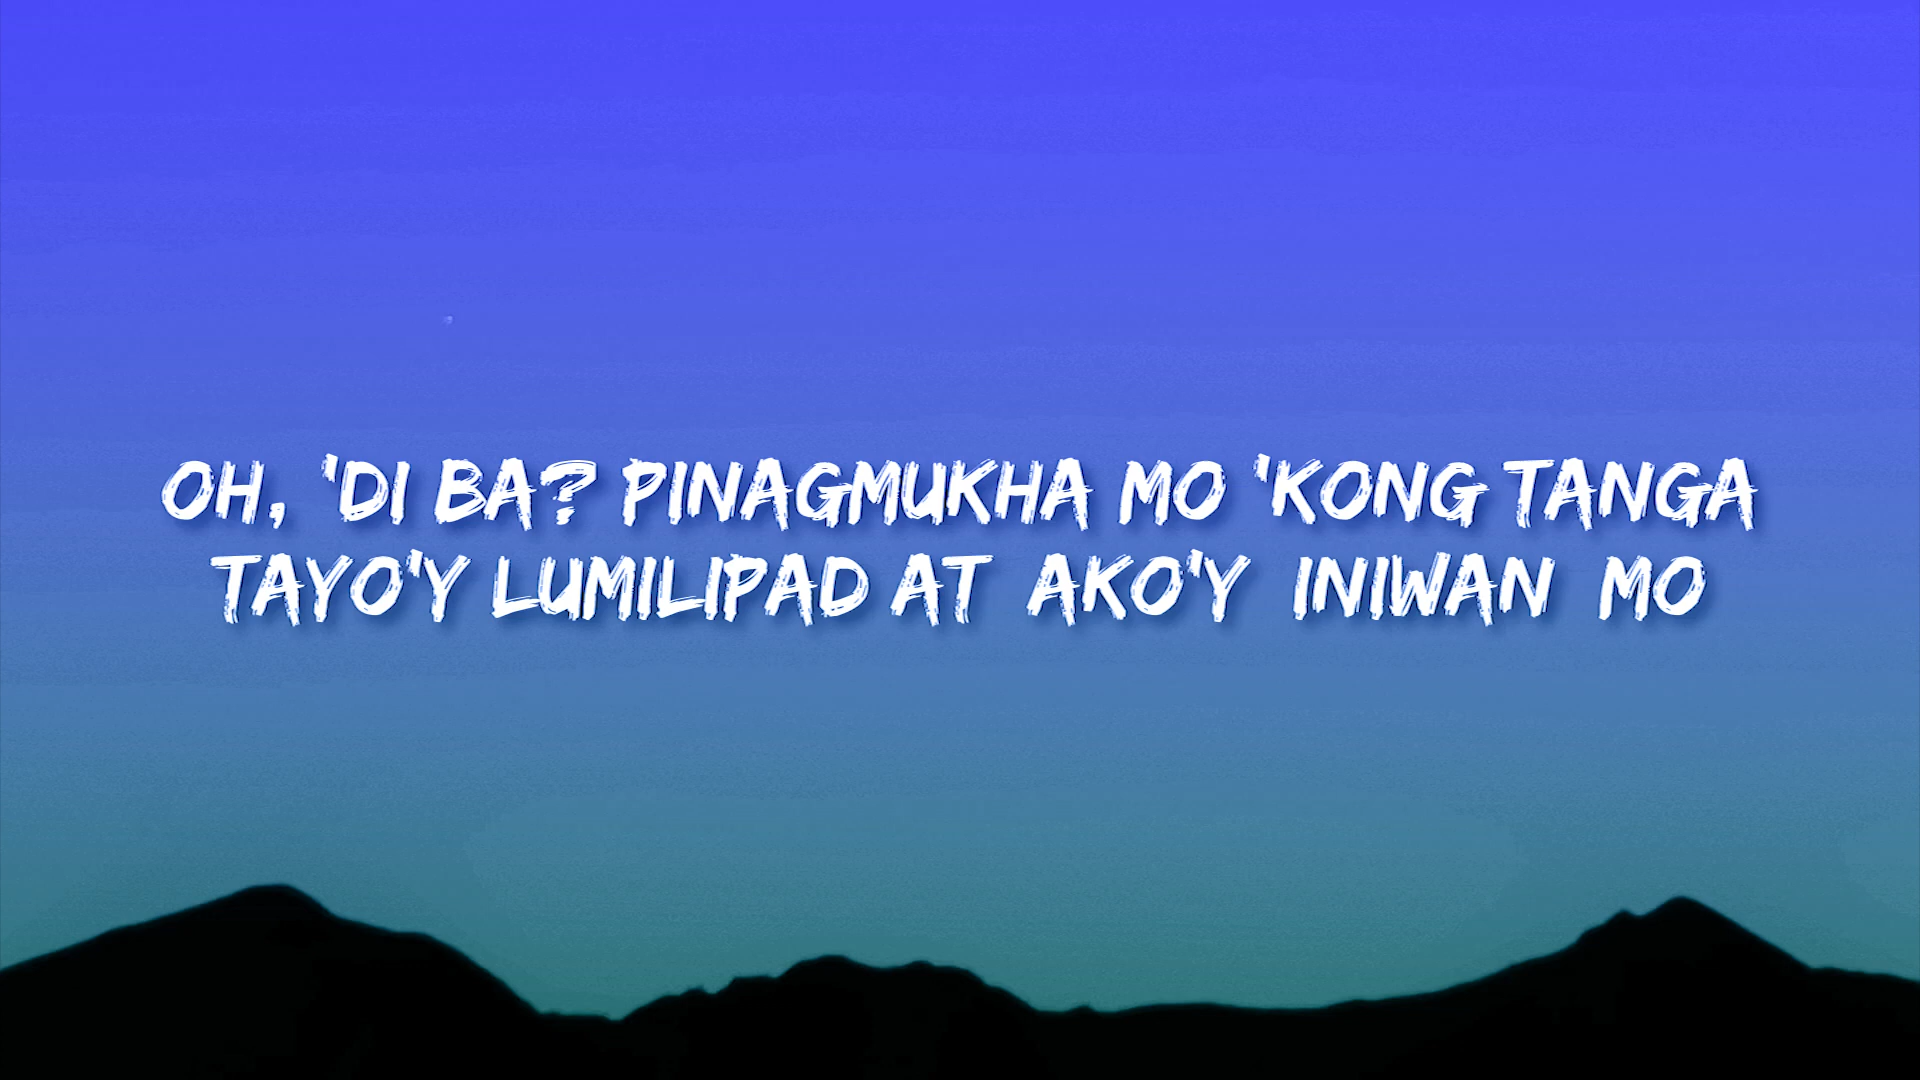 OH, 'DI BA? PINAGMUKHA MO 'KONG TANGA
TAYO'Y LUMILIPAD AT AKO'Y INIWAN MO